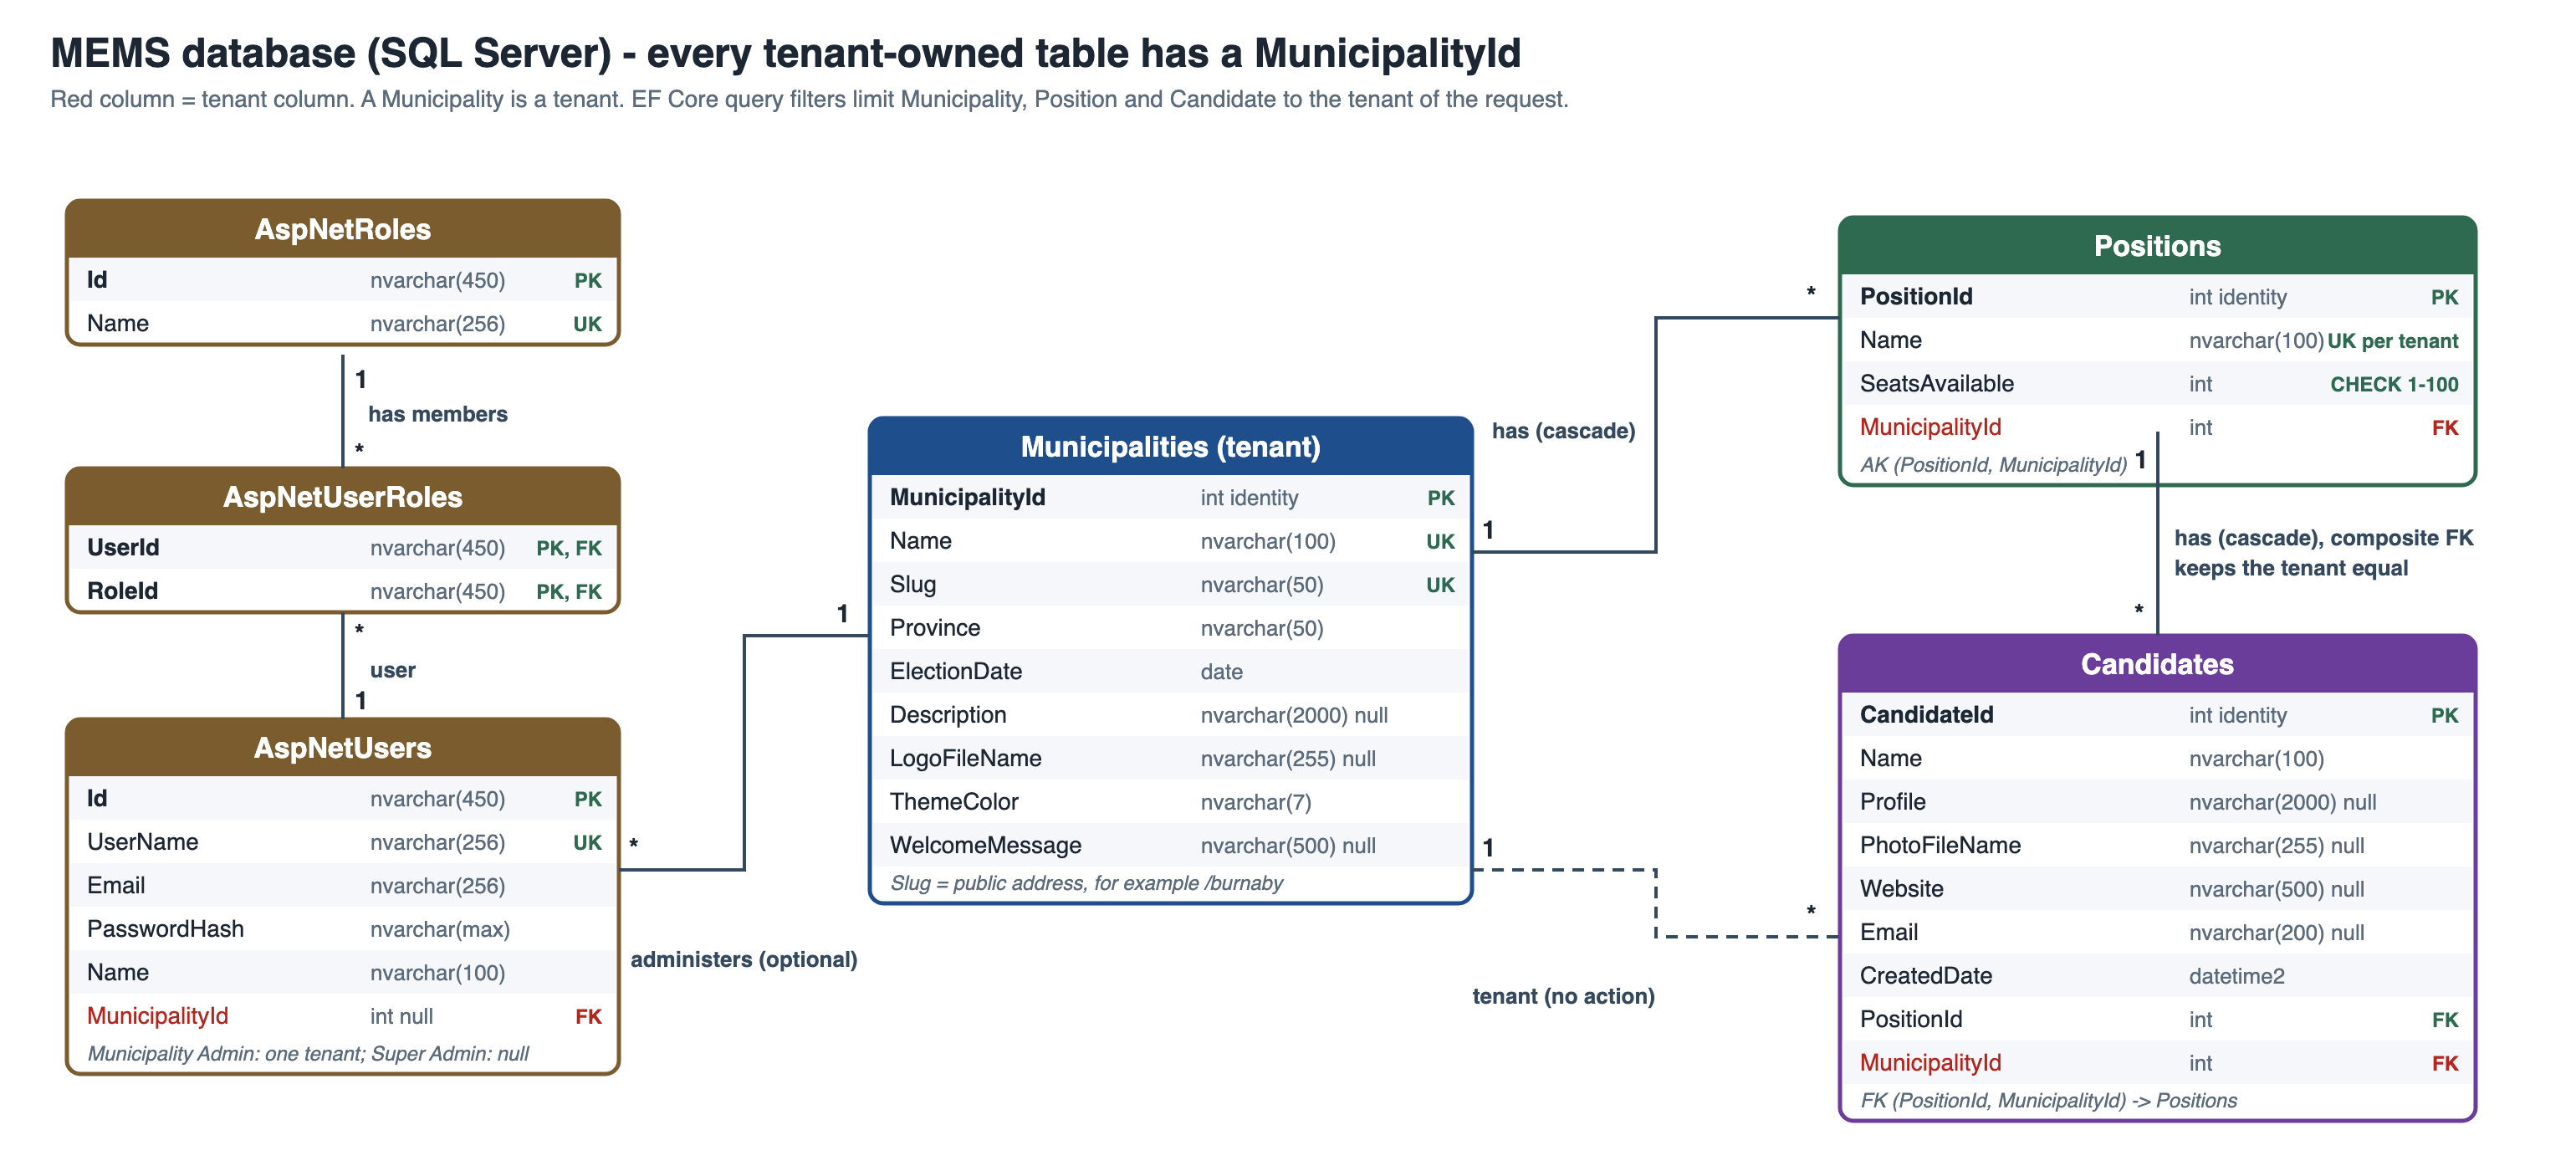 MEMS database (SQL Server) - every tenant-owned table has a MunicipalityId
Red column = tenant column. A Municipality is a tenant. EF Core query filters limit Municipality, Position and Candidate to the tenant of the request.
AspNetRoles
Id nvarchar(450) PK
Name nvarchar(256) UK
1
has members
*
AspNetUserRoles
UserId nvarchar(450) PK, FK
RoleId nvarchar(450) PK, FK
*
user
1
AspNetUsers
Id nvarchar(450) PK
UserName nvarchar(256) UK
Email nvarchar(256)
PasswordHash nvarchar(max)
Name nvarchar(100)
MunicipalityId int null FK
Municipality Admin: one tenant; Super Admin: null
*
1
administers (optional)
Municipalities (tenant)
MunicipalityId int identity PK
Name nvarchar(100) UK
Slug nvarchar(50) UK
Province nvarchar(50)
ElectionDate date
Description nvarchar(2000) null
LogoFileName nvarchar(255) null
ThemeColor nvarchar(7)
WelcomeMessage nvarchar(500) null
Slug = public address, for example /burnaby
has (cascade)
1
*
1
*
tenant (no action)
Positions
PositionId int identity PK
Name nvarchar(100) UK per tenant
SeatsAvailable int CHECK 1-100
MunicipalityId int FK
AK (PositionId, MunicipalityId)
1
has (cascade), composite FK
keeps the tenant equal
*
Candidates
CandidateId int identity PK
Name nvarchar(100)
Profile nvarchar(2000) null
PhotoFileName nvarchar(255) null
Website nvarchar(500) null
Email nvarchar(200) null
CreatedDate datetime2
PositionId int FK
MunicipalityId int FK
FK (PositionId, MunicipalityId) -> Positions